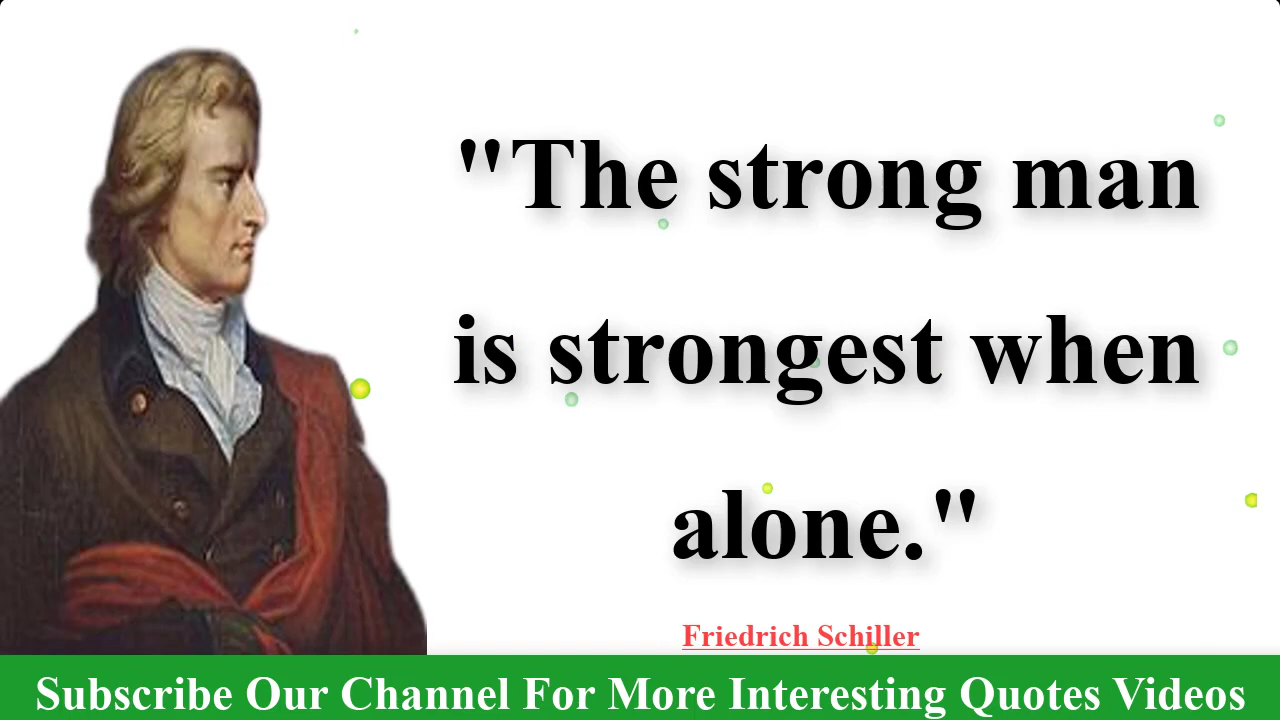 "The strong man
is strongest when
alone."
Friedrich Schiller
Subscribe Our Channel For More Interesting Quotes Videos